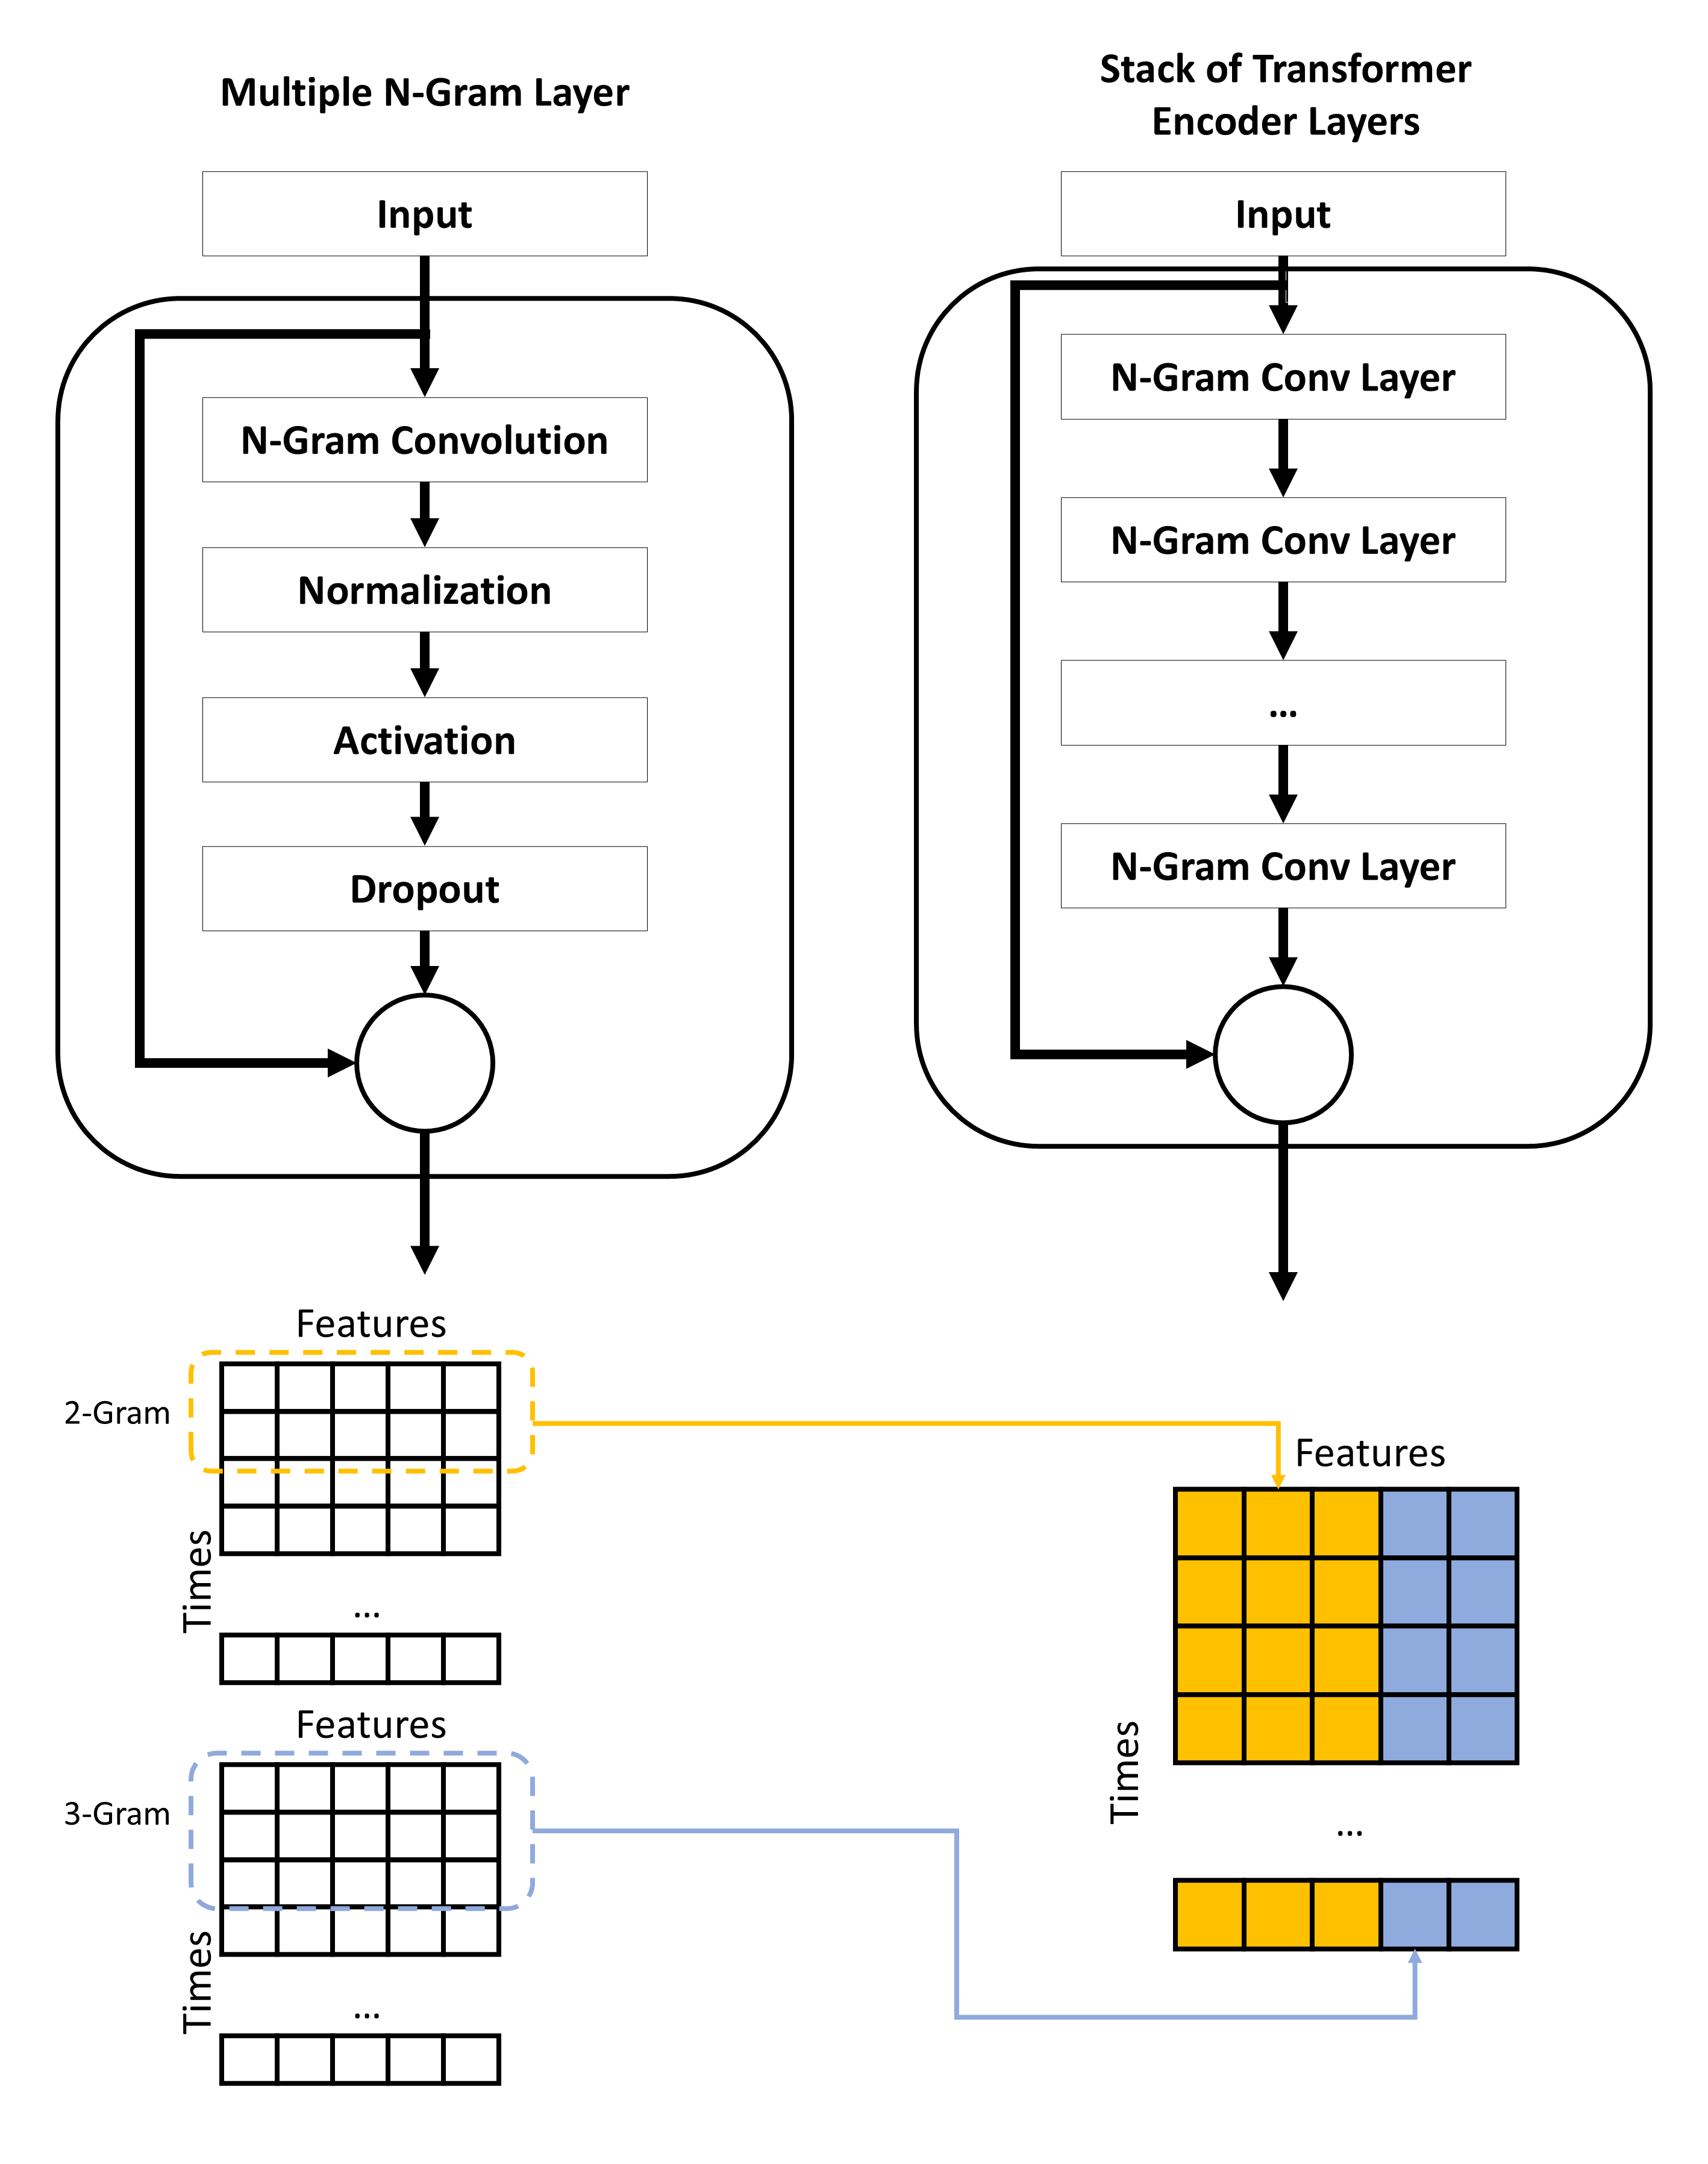 Multiple N-Gram Layer
Input
N-Gram Convolution
Normalization
Activation
Dropout
Stack of Transformer
Encoder Layers
Input
N-Gram Conv Layer
N-Gram Conv Layer
...
N-Gram Conv Layer
Features
2-Gram
Times
...
Features
3-Gram
Times
...
Features
Times
...